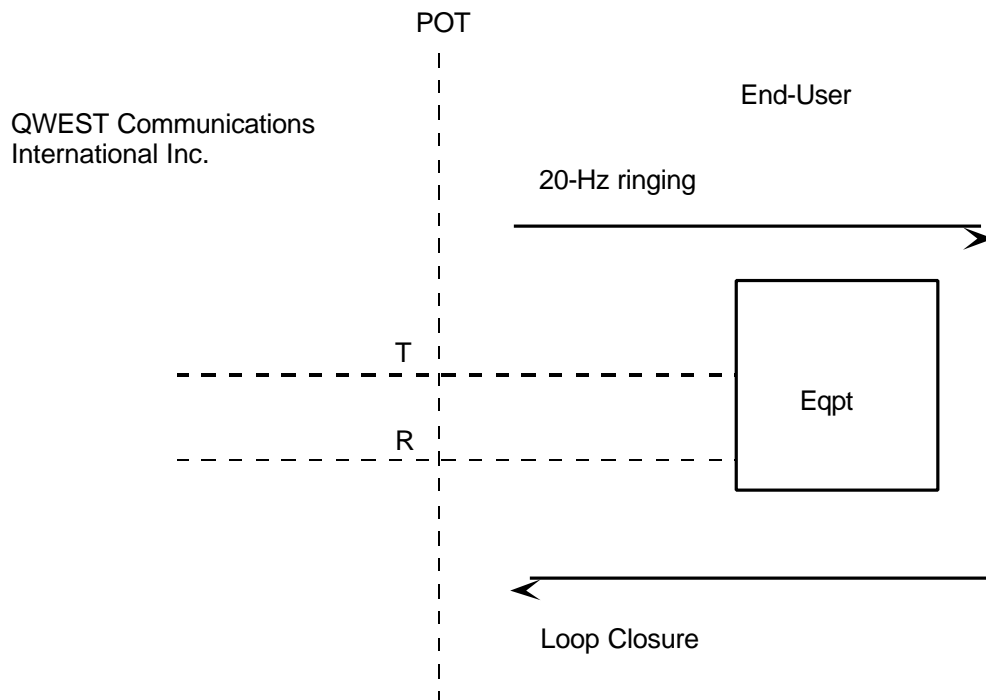 POT
End-User
QWEST Communications
International Inc.
20-Hz ringing
T
Eqpt
R
Loop Closure